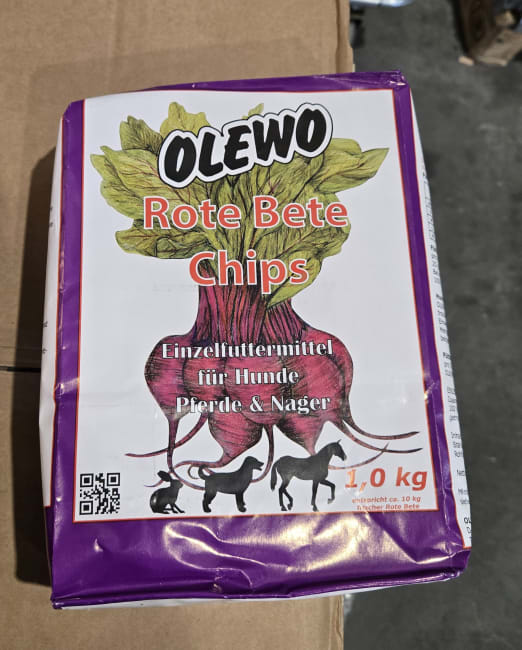 OLEWO
Rote Bete
Chips
Einzelfuttermittel
für Hunde
Pferde & Nager
1,0 kg
entspricht ca. 10 kg
frischer Rote Bete